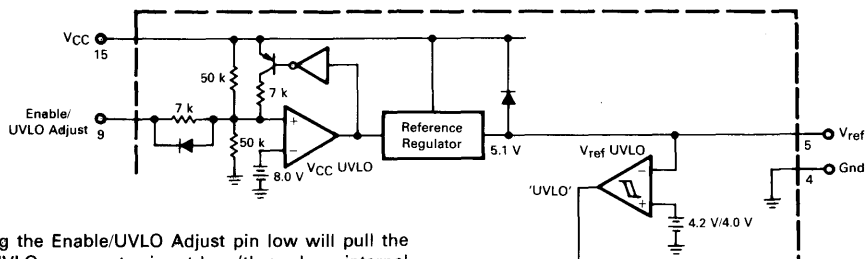 VCC
15
50 k
7 k
Enable/
UVLO Adjust
9
7 k
50 k
+
−
8.0 V
VCC UVLO
Reference
Regulator
5.1 V
Vref UVLO
'UVLO'
−
+
4.2 V/4.0 V
5
Vref
4
Gnd
g the Enable/UVLO Adjust pin low will pull the